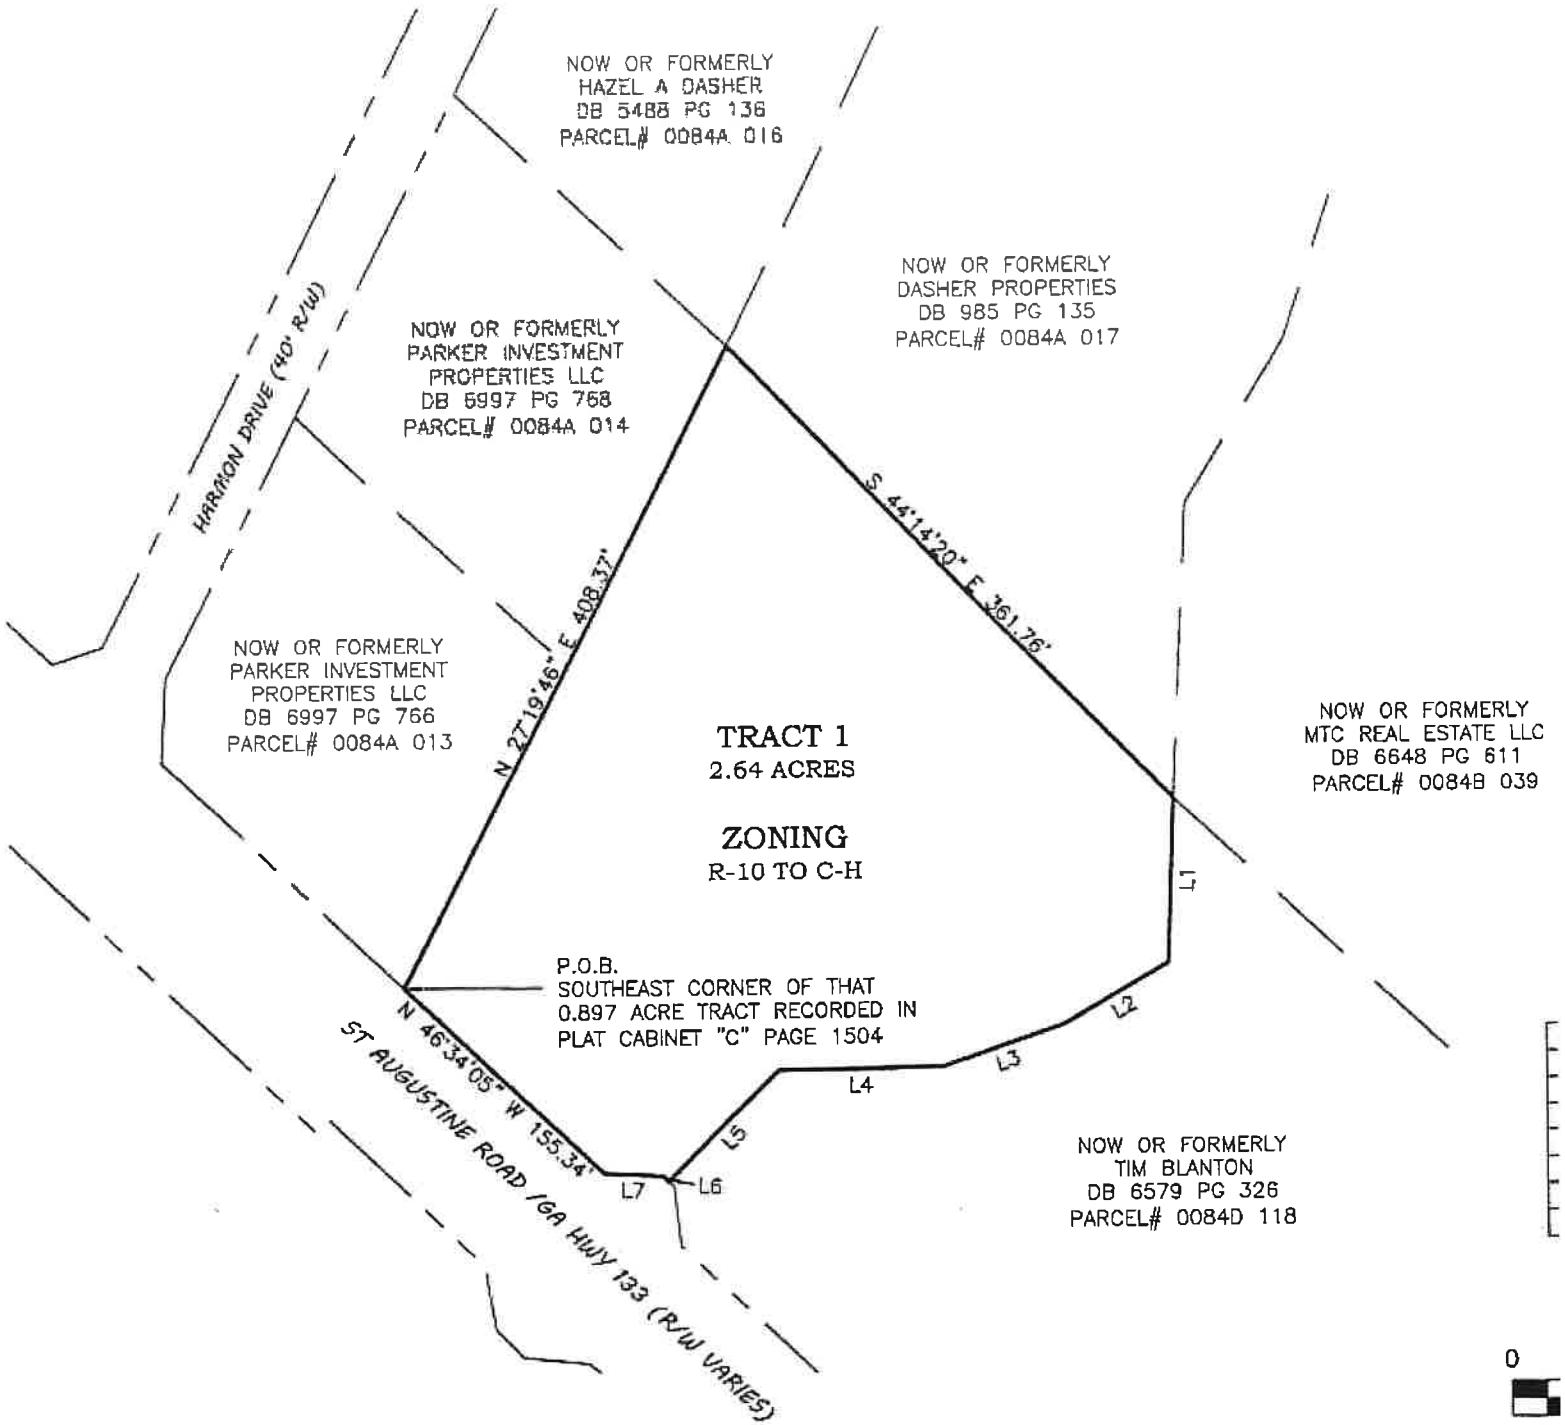 NOW OR FORMERLY
HAZEL A DASHER
DB 5488 PG 136
PARCEL# 0084A 016
NOW OR FORMERLY
DASHER PROPERTIES
DB 985 PG 135
PARCEL# 0084A 017
NOW OR FORMERLY
PARKER INVESTMENT
PROPERTIES LLC
DB 6997 PG 768
PARCEL# 0084A 014
HARMON DRIVE (40' R/W)
S 44°14'20" E 361.76'
N 27°19'46" E 408.37'
NOW OR FORMERLY
PARKER INVESTMENT
PROPERTIES LLC
DB 6997 PG 766
PARCEL# 0084A 013
TRACT 1
2.64 ACRES
ZONING
R-10 TO C-H
NOW OR FORMERLY
MTC REAL ESTATE LLC
DB 6648 PG 611
PARCEL# 0084B 039
L1
P.O.B.
SOUTHEAST CORNER OF THAT
0.897 ACRE TRACT RECORDED IN
PLAT CABINET "C" PAGE 1504
L2
L3
L4
L5
L6
L7
N 46°34'05" W 155.34'
ST AUGUSTINE ROAD /GA HWY 133 (R/W VARIES)
NOW OR FORMERLY
TIM BLANTON
DB 6579 PG 326
PARCEL# 0084D 118
0